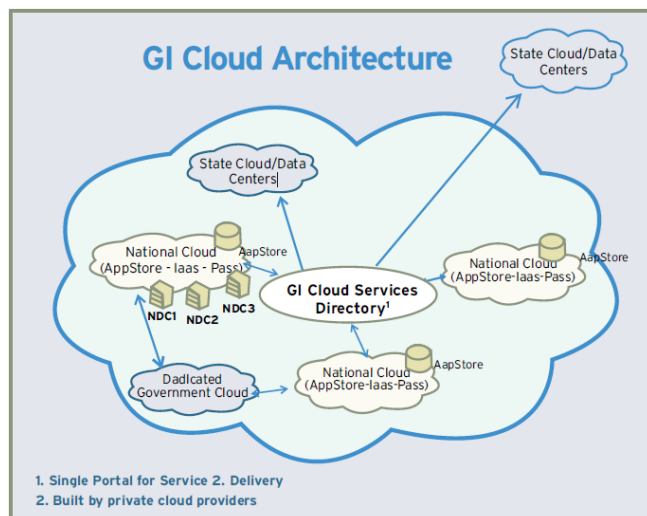 GI Cloud Architecture
State Cloud/Data
Centers
State Cloud/Data
Centers
AapStore
National Cloud
(AppStore - Iaas - Pass)
NDC1
NDC2
NDC3
GI Cloud Services
Directory1
AapStore
National Cloud
(AppStore-Iaas-Pass)
AapStore
National Cloud
(AppStore-Iaas-Pass)
Dadlcated
Government Cloud
1. Single Portal for Service 2. Delivery
2. Built by private cloud providers